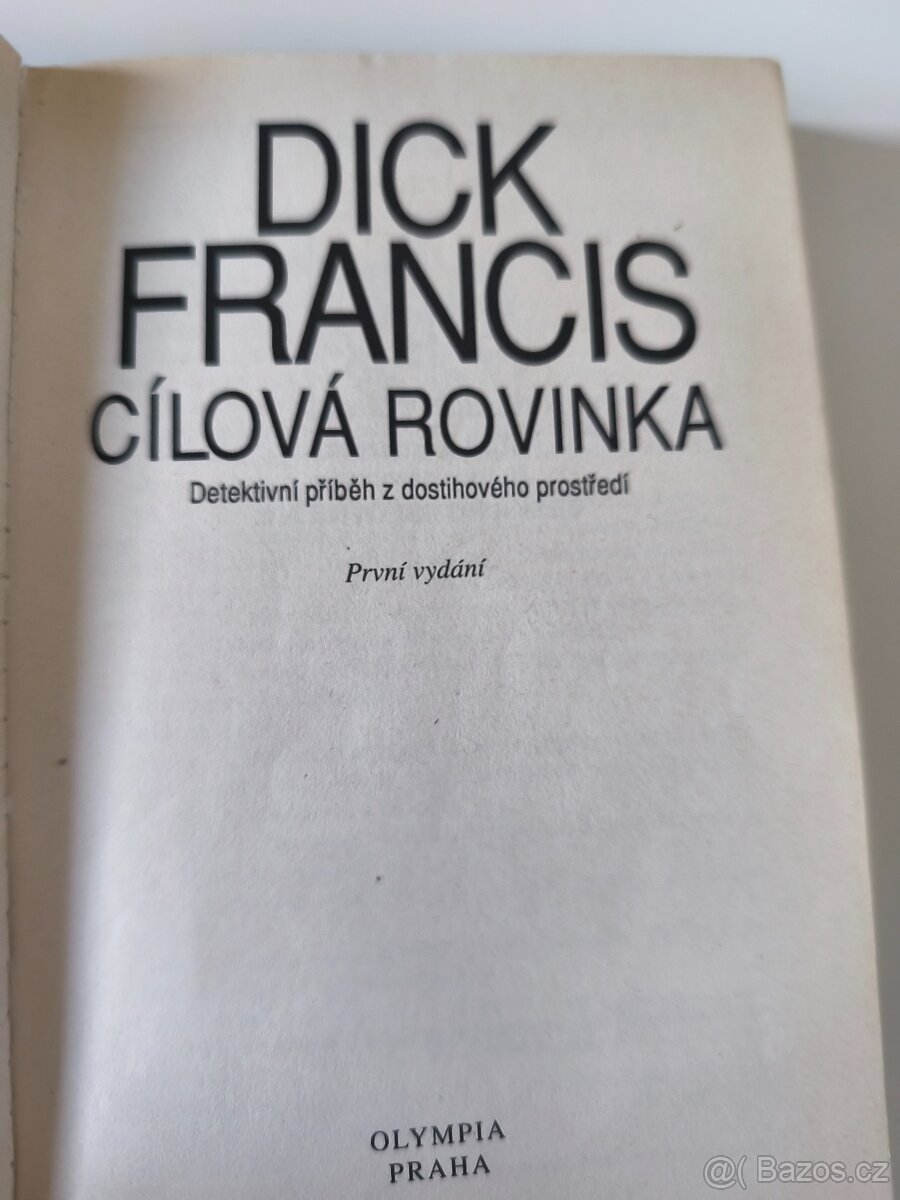 DICK
FRANCIS
CÍLOVÁ ROVINKA
Detektivní příběh z dostihového prostředí
První vydání
OLYMPIA
PRAHA
@( Bazos.cz